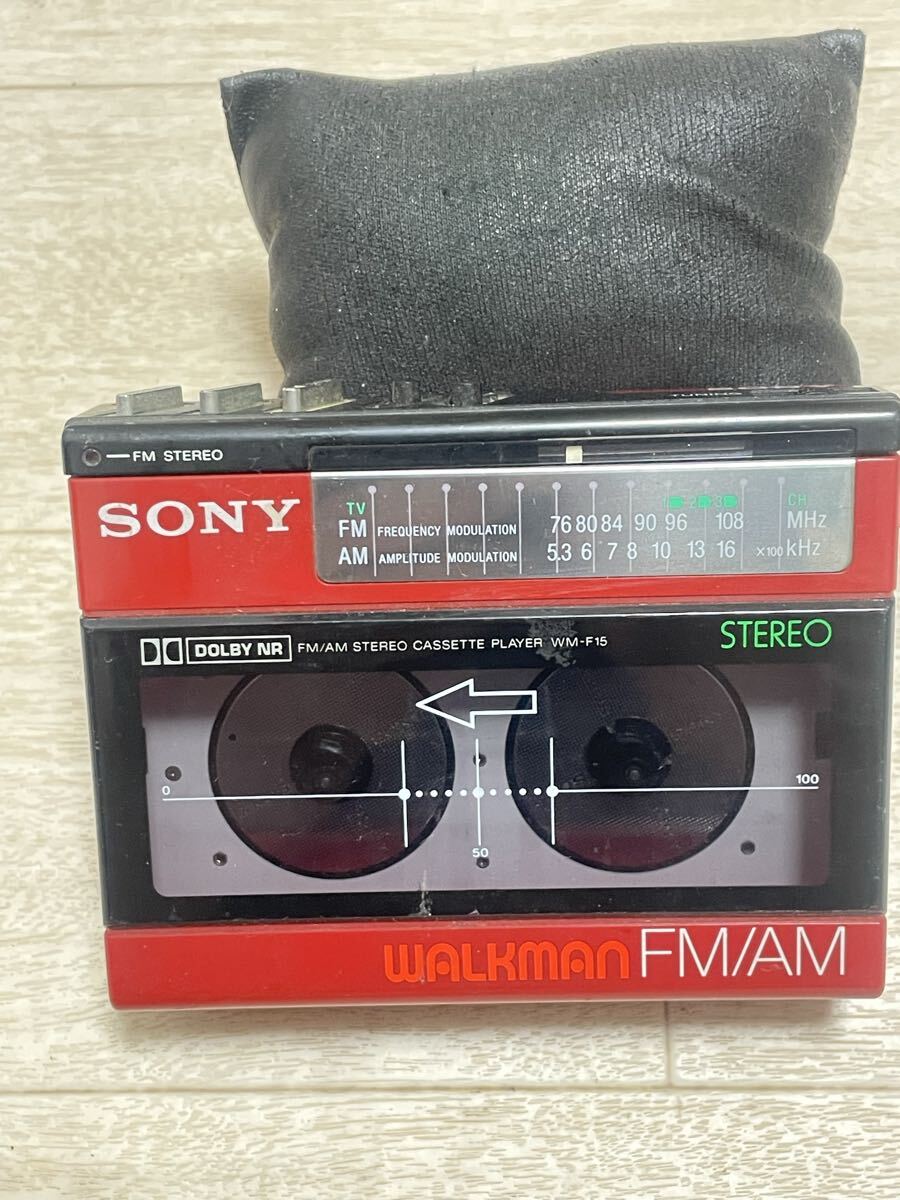 TUNING
FM STEREO
SONY
TV 1 2 3 CH
FM FREQUENCY MODULATION 76 80 84 90 96 108 MHz
AM AMPLITUDE MODULATION 5.3 6 7 8 10 13 16 ×100 kHz
DOLBY NR FM/AM STEREO CASSETTE PLAYER WM-F15
STEREO
0 100
50
WALKMAN FM/AM